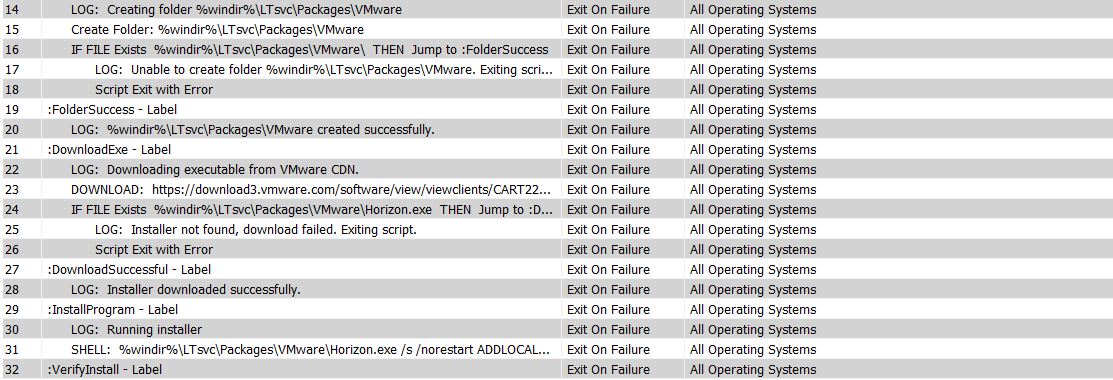 14 LOG: Creating folder %windir%\LTsvc\Packages\VMware Exit On Failure All Operating Systems
15 Create Folder: %windir%\LTsvc\Packages\VMware Exit On Failure All Operating Systems
16 IF FILE Exists %windir%\LTsvc\Packages\VMware\ THEN Jump to :FolderSuccess Exit On Failure All Operating Systems
17 LOG: Unable to create folder %windir%\LTsvc\Packages\VMware. Exiting scri... Exit On Failure All Operating Systems
18 Script Exit with Error Exit On Failure All Operating Systems
19 :FolderSuccess - Label Exit On Failure All Operating Systems
20 LOG: %windir%\LTsvc\Packages\VMware created successfully. Exit On Failure All Operating Systems
21 :DownloadExe - Label Exit On Failure All Operating Systems
22 LOG: Downloading executable from VMware CDN. Exit On Failure All Operating Systems
23 DOWNLOAD: https://download3.vmware.com/software/view/viewclients/CART22... Exit On Failure All Operating Systems
24 IF FILE Exists %windir%\LTsvc\Packages\VMware\Horizon.exe THEN Jump to :D... Exit On Failure All Operating Systems
25 LOG: Installer not found, download failed. Exiting script. Exit On Failure All Operating Systems
26 Script Exit with Error Exit On Failure All Operating Systems
27 :DownloadSuccessful - Label Exit On Failure All Operating Systems
28 LOG: Installer downloaded successfully. Exit On Failure All Operating Systems
29 :InstallProgram - Label Exit On Failure All Operating Systems
30 LOG: Running installer Exit On Failure All Operating Systems
31 SHELL: %windir%\LTsvc\Packages\VMware\Horizon.exe /s /norestart ADDLOCAL... Exit On Failure All Operating Systems
32 :VerifyInstall - Label Exit On Failure All Operating Systems